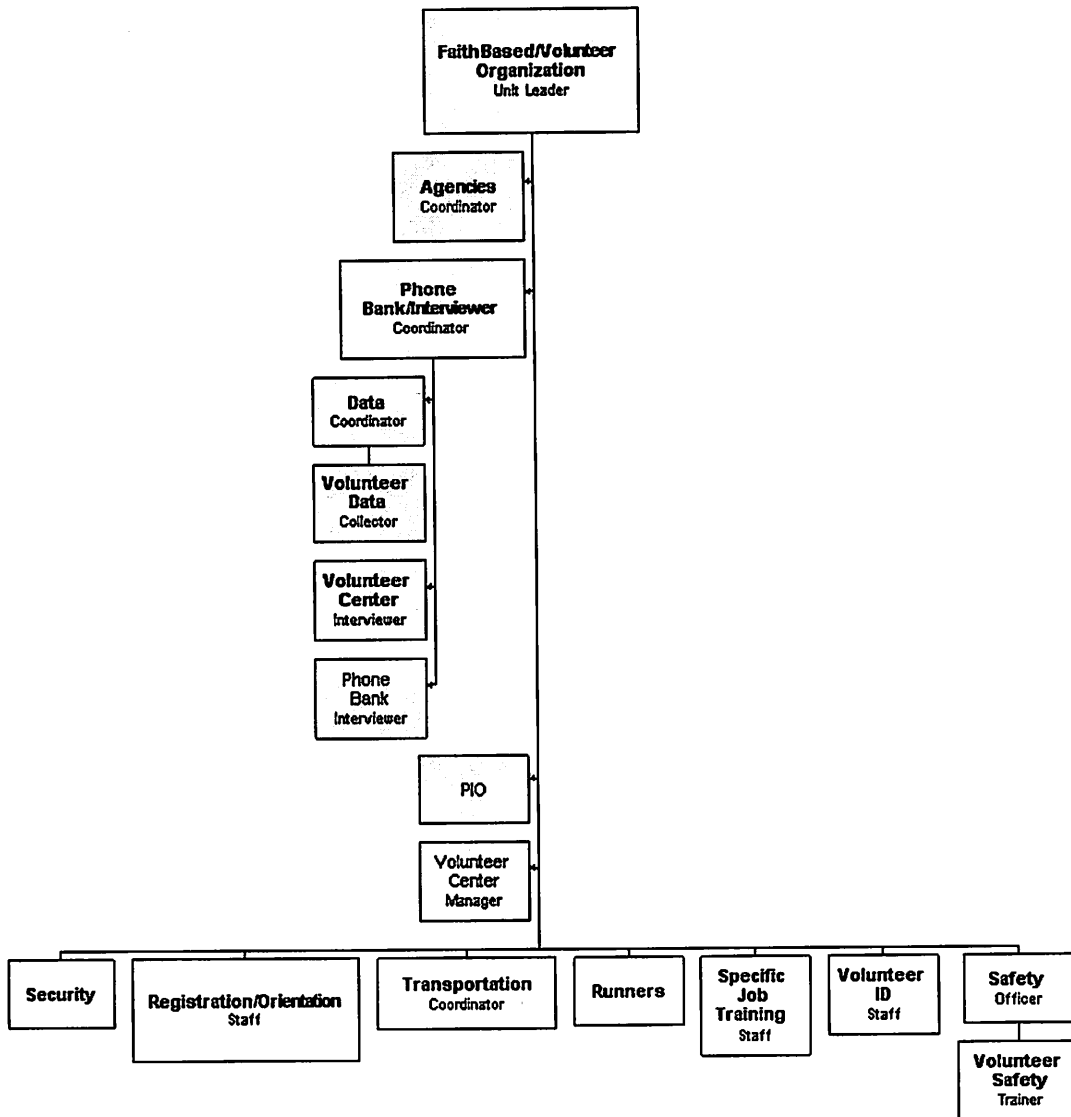 FaithBased/Volunteer
Organization
Unit Leader
Agencies
Coordinator
Phone
Bank/Interviewer
Coordinator
Data
Coordinator
Volunteer
Data
Collector
Volunteer
Center
Interviewer
Phone
Bank
Interviewer
PIO
Volunteer
Center
Manager
Security
Registration/Orientation
Staff
Transportation
Coordinator
Runners
Specific
Job
Training
Staff
Volunteer
ID
Staff
Safety
Officer
Volunteer
Safety
Trainer